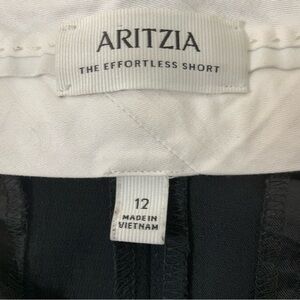 ARITZIA
THE EFFORTLESS SHORT
12
MADE IN
VIETNAM